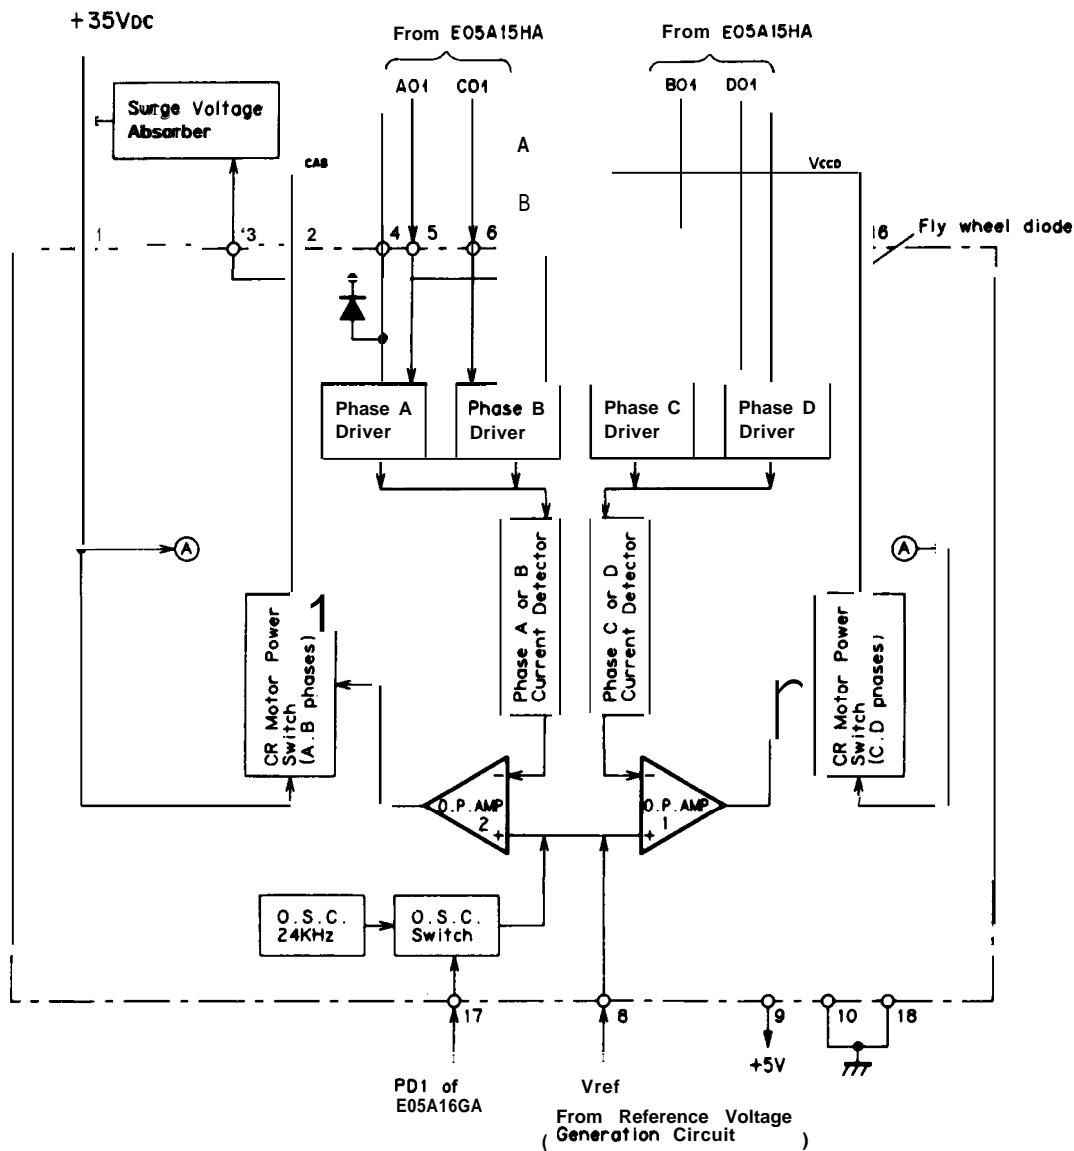 +35VDC
From E05A15HA
From E05A15HA
A01
C01
B01
D01
Surge Voltage
Absorber
A
B
CAB
VCCD
1
'3
2
4
5
6
16
Fly wheel diode
Phase A
Driver
Phase B
Driver
Phase C
Driver
Phase D
Driver
A
A
Phase A or B
Current Detector
Phase C or D
Current Detector
CR Motor Power
Switch
(A.B phases)
1
CR Motor Power
Switch
(C.D pnases)
-
O.P.AMP
2
+
-
O.P.AMP
1
+
O.S.C.
24KHz
O.S.C.
Switch
17
8
9
10
18
+5V
PD1 of
E05A16GA
Vref
From Reference Voltage
( Generation Circuit )